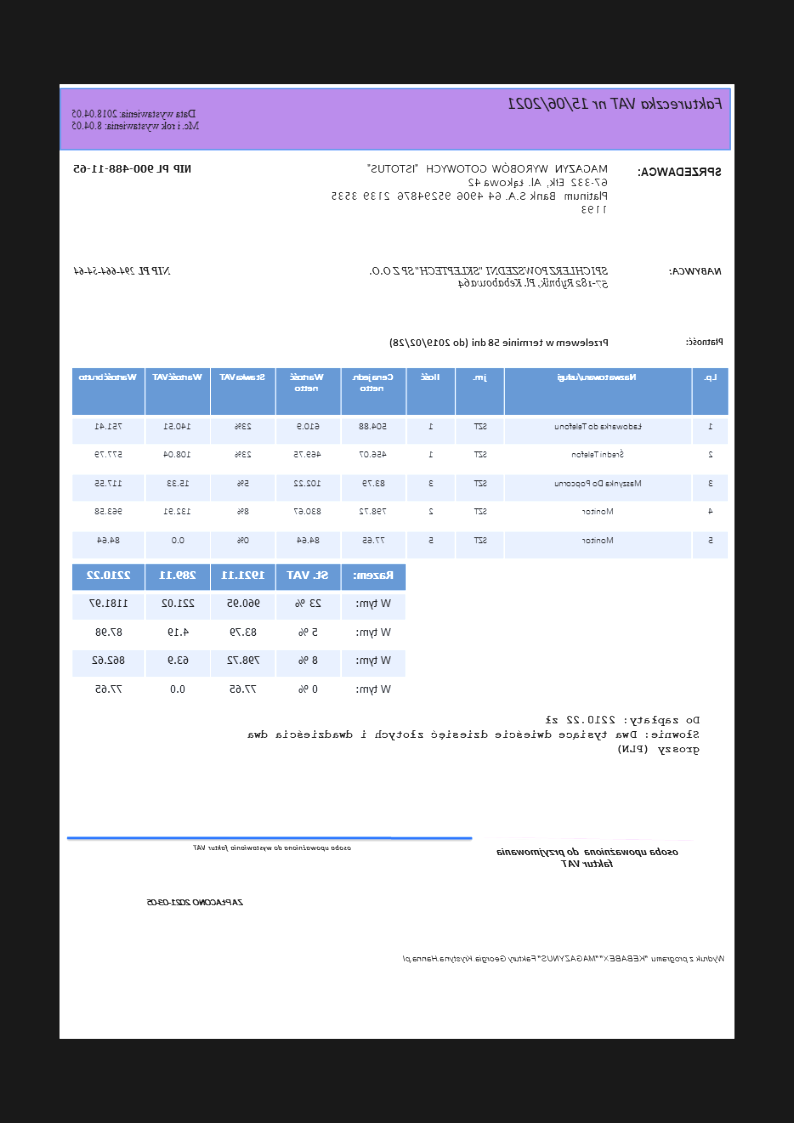 Faktureczka VAT nr 15/06/2021
Data wystawienia: 2018.04.05
Mc. i rok wystawienia: 8.04.05
SPRZEDAWCA: MAGAZYN WYROBÓW GOTOWYCH "ISTOTUS" NIP PL 900-488-11-65
67-332 Ełk, Al. Łąkowa 42
Platinum Bank S.A. 64 4906 95294876 2139 3535
1193
NABYWCA: SPICHLERZ POWSZEDNI "SKLEPTECH" SP Z O.O. NIP PL 294-664-54-64
57-182 Rybnik, Pl. Kebabowa 64
Płatność: Przelewem w terminie 58 dni (do 2019/02/28)
Lp. Nazwa towaru/usługi jm. Ilość Cena jedn. netto Wartość netto Stawka VAT Wartość VAT Wartość brutto
1 Ładowarka do Telefonu SZT 1 504.88 610.9 23% 140.51 751.41
2 Średni Telefon SZT 1 456.07 469.75 23% 108.04 577.79
3 Maszynka Do Popcornu SZT 3 83.79 102.22 5% 15.33 117.55
4 Monitor SZT 2 798.72 830.67 8% 132.91 963.58
5 Monitor SZT 5 77.65 84.64 0% 0.0 84.64
Razem: ST. VAT 1921.11 289.11 2210.22
W tym: 23 % 960.95 221.02 1181.97
W tym: 5 % 83.79 4.19 87.98
W tym: 8 % 798.72 63.9 862.62
W tym: 0 % 77.65 0.0 77.65
Do zapłaty: 2210.22 zł
Słownie: Dwa tysiące dwieście dziesięć złotych i dwadzieścia dwa
groszy (PLN)
osoba upoważniona do przyjmowania
faktur VAT
osoba upoważniona do wystawienia faktur VAT
ZAPŁACONO 2021-03-05
Wydruk z programu "KEBABEX""MAGAZYNUS" Faktury Georgia.Krystyna.Hanna.pl